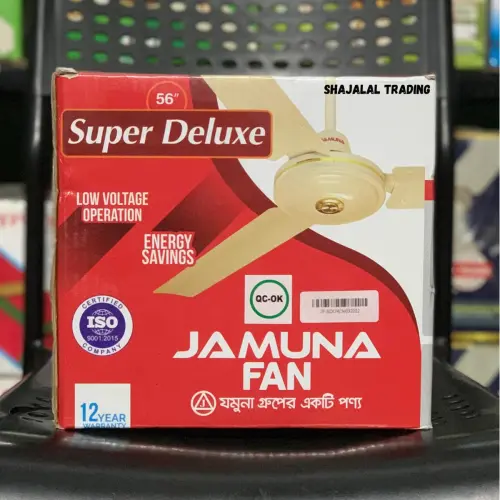 SHAJALAL TRADING
56"
Super Deluxe
JAMUNA
LOW VOLTAGE
OPERATION
ENERGY
SAVINGS
QC-OK
CERTIFIED
ISO
9001:2015
COMPANY
JAMUNA
FAN
যমুনা গ্রুপের একটি পণ্য
12 YEAR
WARRANTY